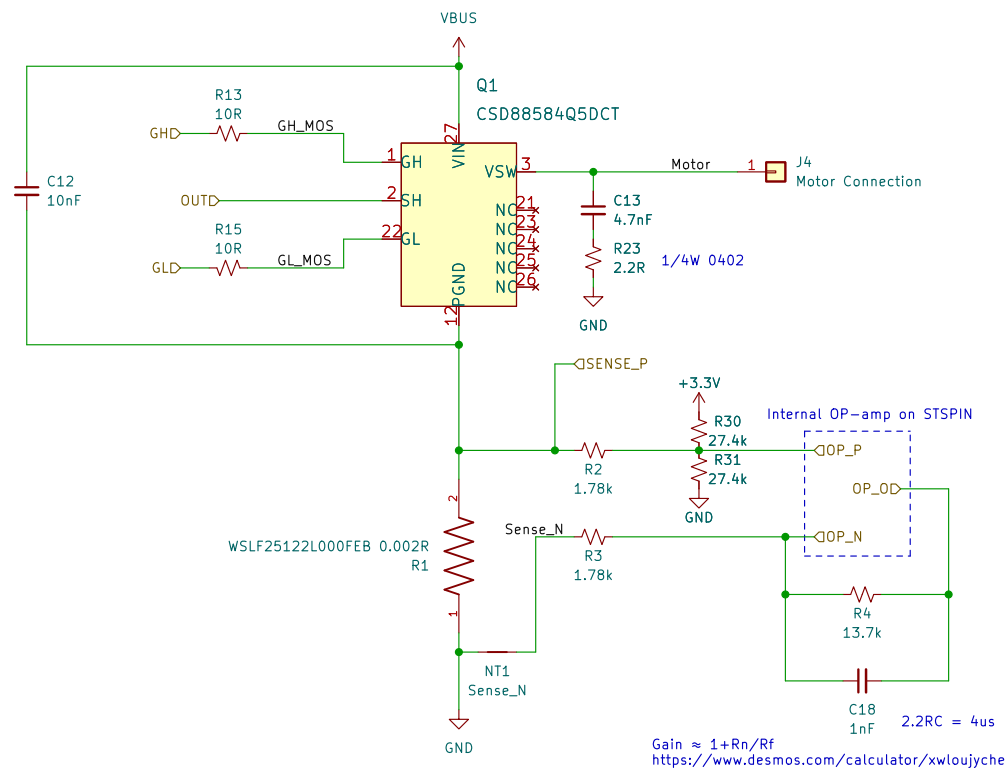 VBUS
Q1
CSD88584Q5DCT
R13
10R
GH
GH_MOS
27
1
GH
VIN
VSW
3
Motor
1
J4
Motor Connection
C12
10nF
OUT
2
SH
NC
21
NC
23
NC
24
NC
25
NC
26
C13
4.7nF
R15
10R
22
GL
GL
GL_MOS
R23
2.2R
1/4W 0402
PGND
12
GND
SENSE_P
+3.3V
Internal OP-amp on STSPIN
R30
27.4k
R31
27.4k
OP_P
R2
1.78k
OP_O
GND
2
Sense_N
OP_N
WSLF25122L000FEB 0.002R
R1
R3
1.78k
1
R4
13.7k
NT1
Sense_N
C18
1nF
2.2RC = 4us
GND
Gain ≈ 1+Rn/Rf
https://www.desmos.com/calculator/xwloujyche